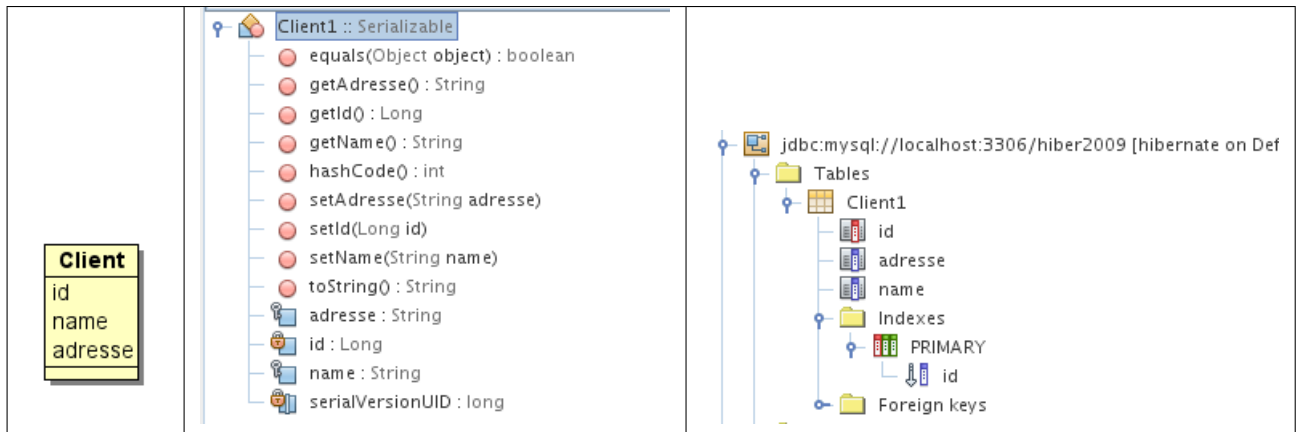 Client
id
name
adresse
Client1 :: Serializable
equals(Object object) : boolean
getAdresse() : String
getId() : Long
getName() : String
hashCode() : int
setAdresse(String adresse)
setId(Long id)
setName(String name)
toString() : String
adresse : String
id : Long
name : String
serialVersionUID : long
jdbc:mysql://localhost:3306/hiber2009 [hibernate on Def
Tables
Client1
id
adresse
name
Indexes
PRIMARY
id
Foreign keys